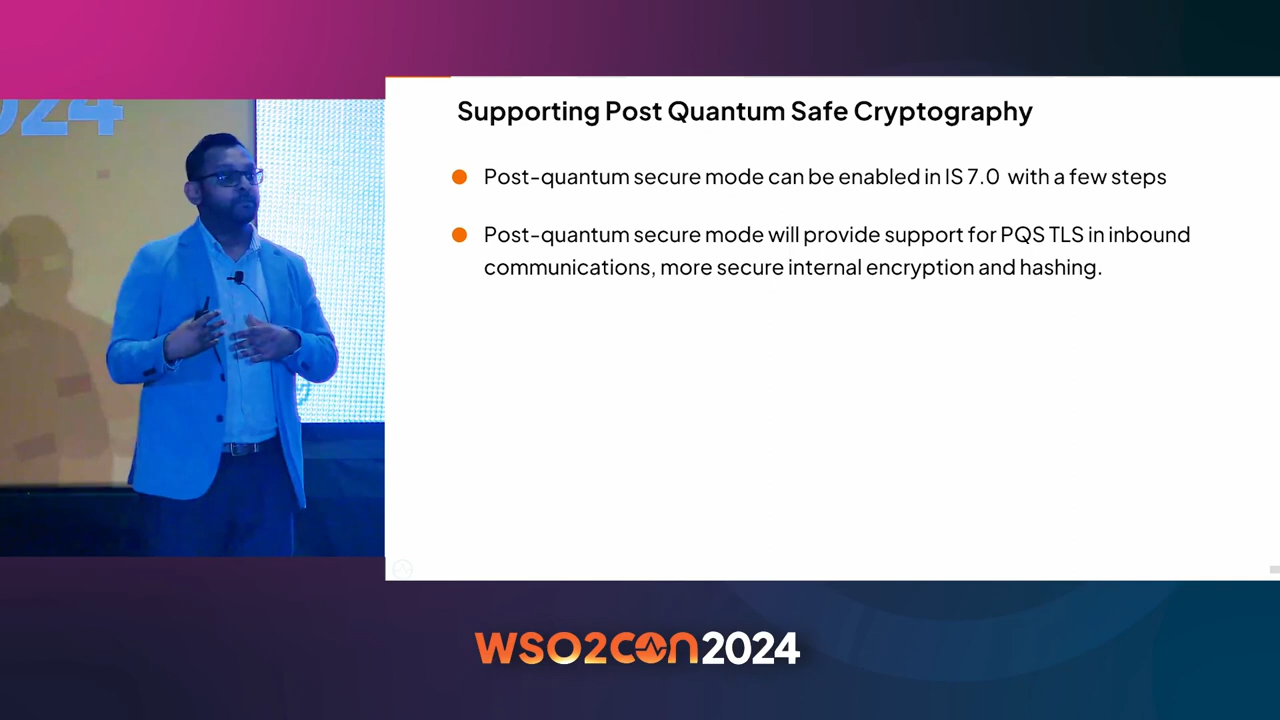 024
Supporting Post Quantum Safe Cryptography
Post-quantum secure mode can be enabled in IS 7.0 with a few steps
Post-quantum secure mode will provide support for PQS TLS in inbound
communications, more secure internal encryption and hashing.
WSO2CON2024